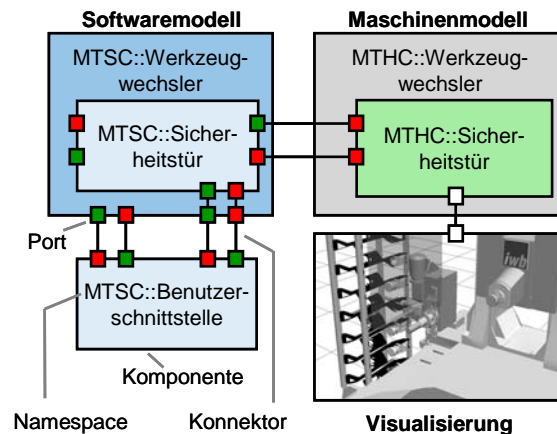 Softwaremodell
Maschinenmodell
MTSC::Werkzeug-
wechsler
MTHC::Werkzeug-
wechsler
MTSC::Sicher-
heitstür
MTHC::Sicher-
heitstür
Port
iwb
MTSC::Benutzer-
schnittstelle
Komponente
Namespace
Konnektor
Visualisierung